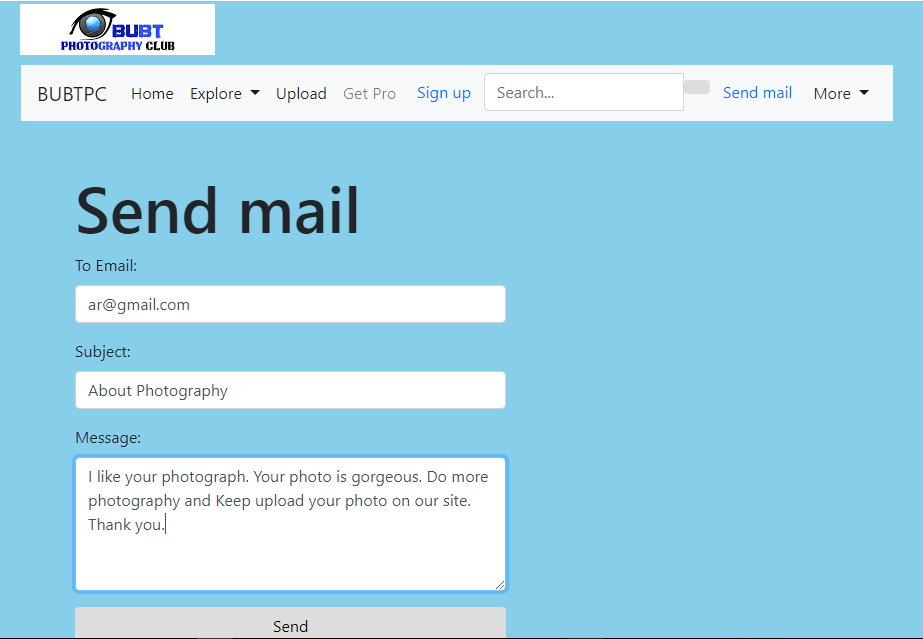 BUBT
PHOTOGRAPHY CLUB
BUBTPC Home Explore Upload Get Pro Sign up Search... Send mail More
Send mail
To Email:
ar@gmail.com
Subject:
About Photography
Message:
I like your photograph. Your photo is gorgeous. Do more
photography and Keep upload your photo on our site.
Thank you.
Send